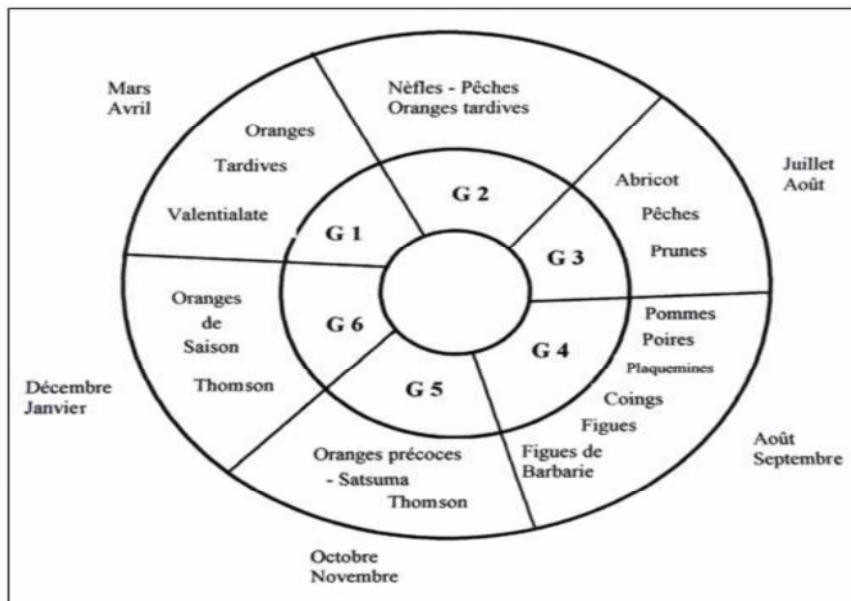 Mars
Avril
Oranges
Tardives
Valentialate
G 1
Nèfles - Pêches
Oranges tardives
G 2
Juillet
Août
Abricot
Pêches
Prunes
G 3
Pommes
Poires
Plaquemines
Coings
Figues
Figues de
Barbarie
G 4
Août
Septembre
Oranges précoces
- Satsuma
Thomson
G 5
Octobre
Novembre
Oranges
de
Saison
Thomson
G 6
Décembre
Janvier